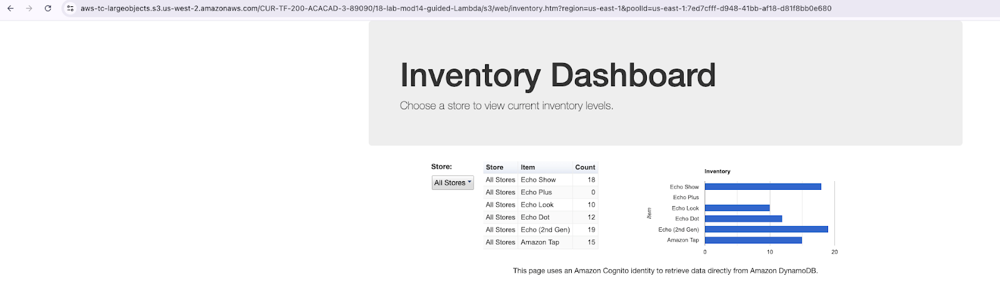 aws-tc-largeobjects.s3.us-west-2.amazonaws.com/CUR-TF-200-ACACAD-3-89090/18-lab-mod14-guided-Lambda/s3/web/inventory.htm?region=us-east-1&poolId=us-east-1:7ed7cfff-d948-41bb-af18-d81f8bb0e680
Inventory Dashboard
Choose a store to view current inventory levels.
Store:
All Stores
Store Item Count
All Stores Echo Show 18
All Stores Echo Plus 0
All Stores Echo Look 10
All Stores Echo Dot 12
All Stores Echo (2nd Gen) 19
All Stores Amazon Tap 15
Inventory
Item
Echo Show
Echo Plus
Echo Look
Echo Dot
Echo (2nd Gen)
Amazon Tap
0 10 20
This page uses an Amazon Cognito identity to retrieve data directly from Amazon DynamoDB.